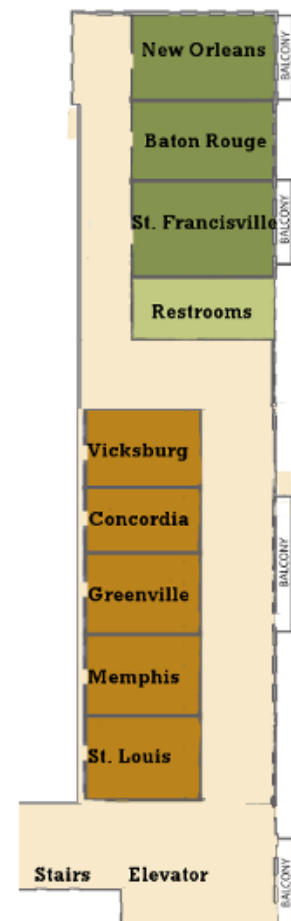 New Orleans
BALCONY
Baton Rouge
St. Francisville
BALCONY
Restrooms
Vicksburg
Concordia
BALCONY
Greenville
Memphis
St. Louis
Stairs
Elevator
BALCONY